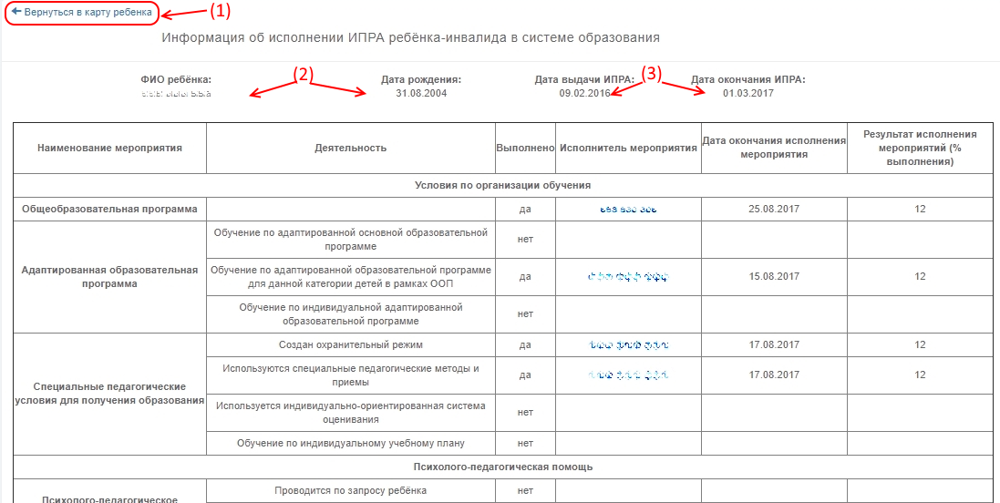 Вернуться в карту ребенка
(1)
Информация об исполнении ИПРА ребёнка-инвалида в системе образования
ФИО ребёнка:
(2)
Дата рождения:
31.08.2004
Дата выдачи ИПРА:
09.02.2016
(3)
Дата окончания ИПРА:
01.03.2017
Наименование мероприятия
Деятельность
Выполнено
Исполнитель мероприятия
Дата окончания исполнения
мероприятия
Результат исполнения
мероприятий (%
выполнения)
Условия по организации обучения
Общеобразовательная программа
да
25.08.2017
12
Адаптированная образовательная
программа
Обучение по адаптированной основной образовательной
программе
нет
Обучение по адаптированной образовательной программе
для данной категории детей в рамках ООП
да
15.08.2017
12
Обучение по индивидуальной адаптированной
образовательной программе
нет
Специальные педагогические
условия для получения образования
Создан охранительный режим
да
17.08.2017
12
Используются специальные педагогические методы и
приемы
да
17.08.2017
12
Используется индивидуально-ориентированная система
оценивания
нет
Обучение по индивидуальному учебному плану
нет
Психолого-педагогическая помощь
Психолого-педагогическое
Проводится по запросу ребёнка
нет